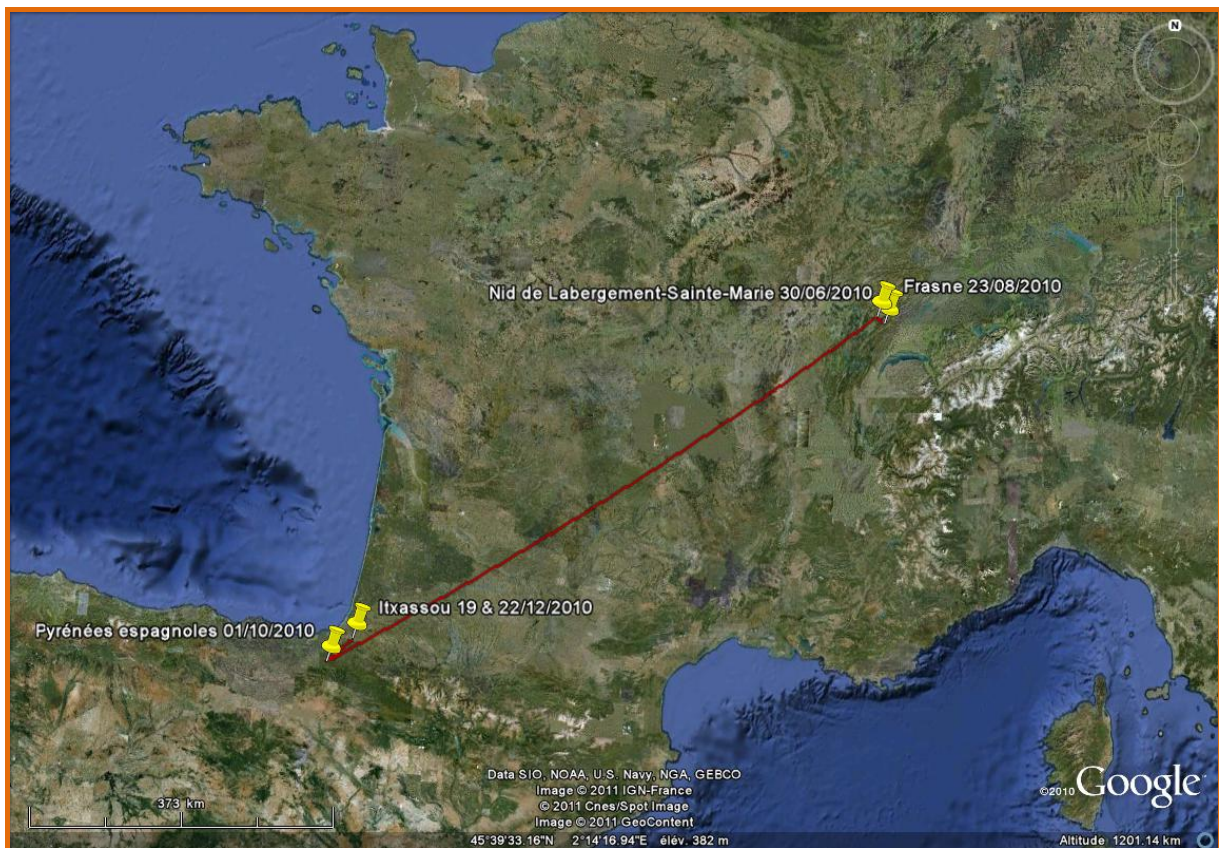 N
Nid de Labergement-Sainte-Marie 30/06/2010
Frasne 23/08/2010
Itxassou 19 & 22/12/2010
Pyrénées espagnoles 01/10/2010
Data SIO, NOAA, U.S. Navy, NGA, GEBCO
Image © 2011 IGN-France
© 2011 Cnes/Spot Image
Image © 2011 GeoContent
©2010 Google
373 km
45°39'33.16"N 2°14'16.94"E élév. 382 m
Altitude 1201.14 km